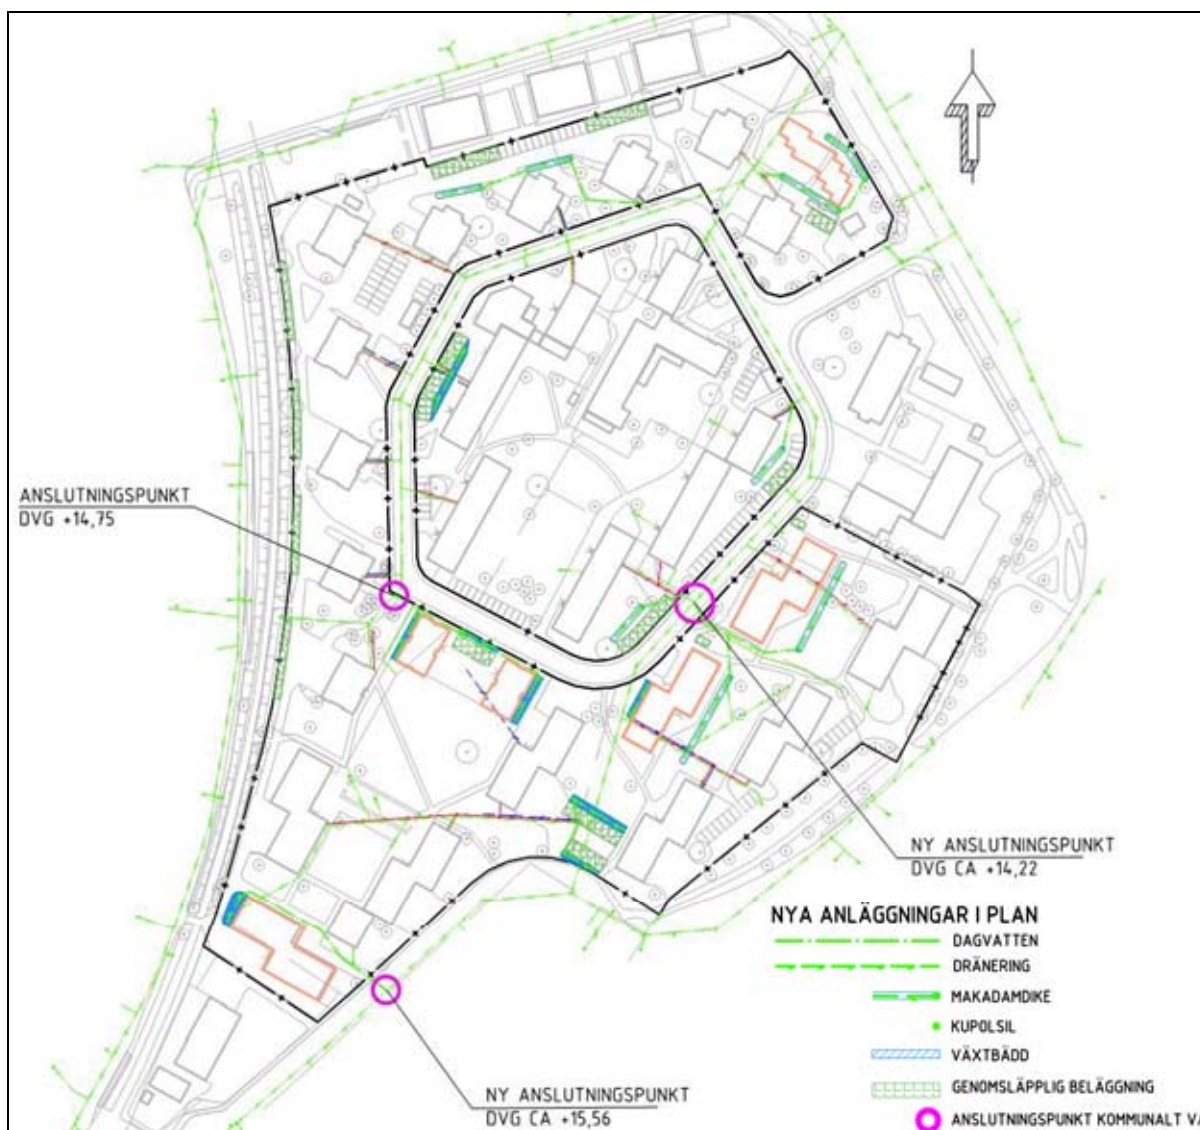 ANSLUTNINGSPUNKT
DVG +14,75
NY ANSLUTNINGSPUNKT
DVG CA +14,22
NYA ANLÄGGNINGAR I PLAN
DAGVATTEN
DRÄNERING
MAKADAMDIKE
KUPOLSIL
VÄXTBÄDD
GENOMSLÄPPLIG BELÄGGNING
ANSLUTNINGSPUNKT KOMMUNALT V
NY ANSLUTNINGSPUNKT
DVG CA +15,56